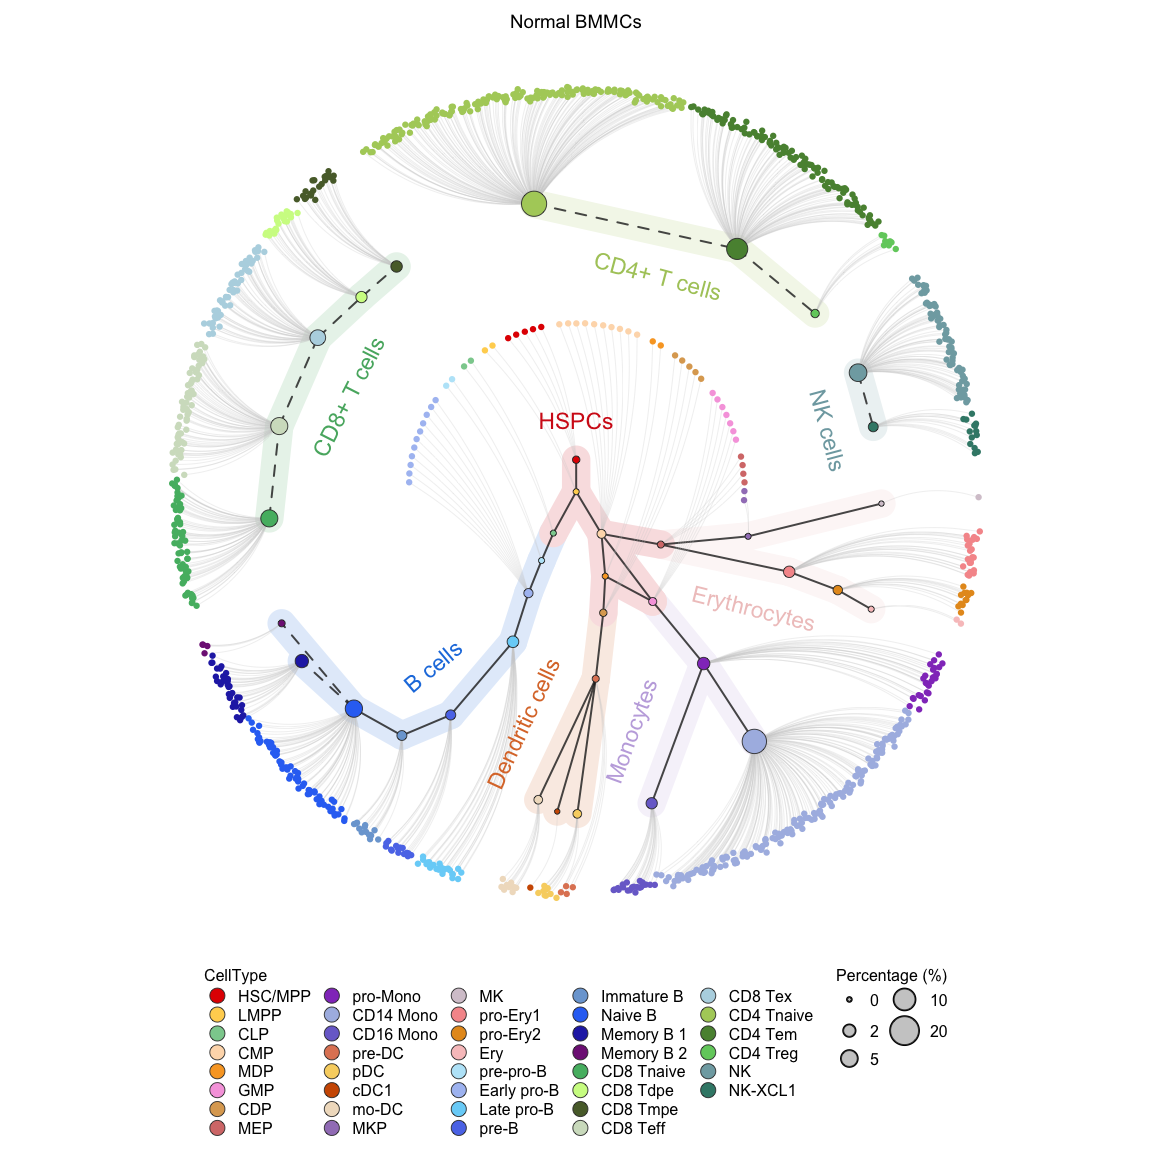 Normal BMMCs
CD4+ T cells
CD8+ T cells
NK cells
HSPCs
Erythrocytes
B cells
Dendritic cells
Monocytes
CellType
HSC/MPP
LMPP
CLP
CMP
MDP
GMP
CDP
MEP
pro-Mono
CD14 Mono
CD16 Mono
pre-DC
pDC
cDC1
mo-DC
MKP
MK
pro-Ery1
pro-Ery2
Ery
pre-pro-B
Early pro-B
Late pro-B
pre-B
Immature B
Naive B
Memory B 1
Memory B 2
CD8 Tnaive
CD8 Tdpe
CD8 Tmpe
CD8 Teff
CD8 Tex
CD4 Tnaive
CD4 Tem
CD4 Treg
NK
NK-XCL1
Percentage (%)
0
2
5
10
20